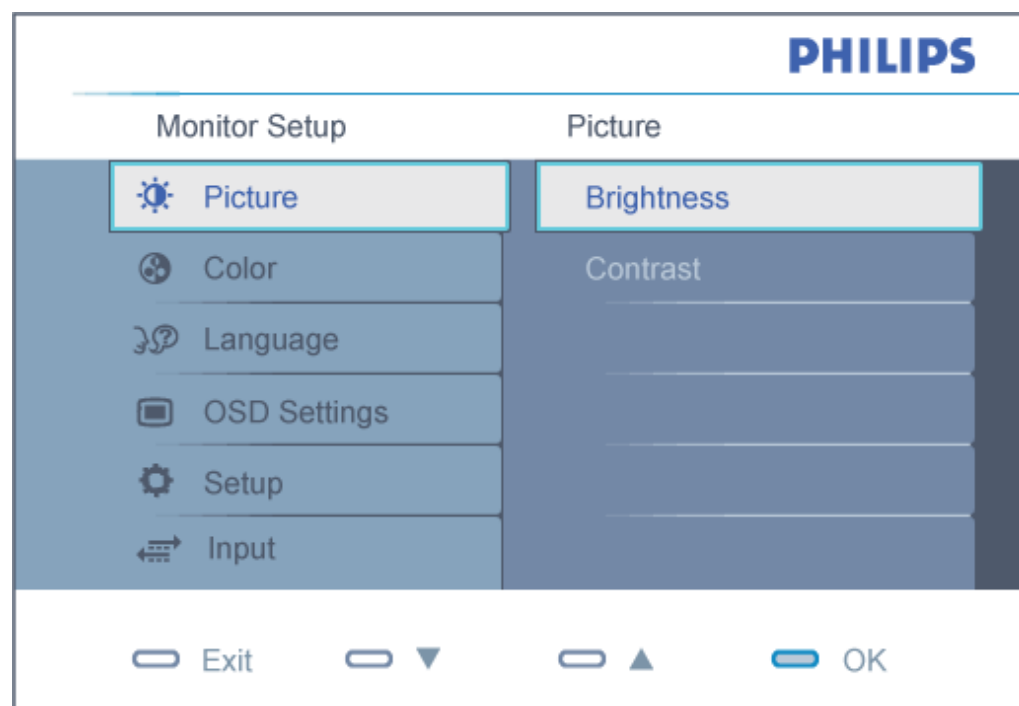 PHILIPS
Monitor Setup
Picture
Picture
Brightness
Color
Contrast
Language
OSD Settings
Setup
Input
Exit ▼ ▲ OK